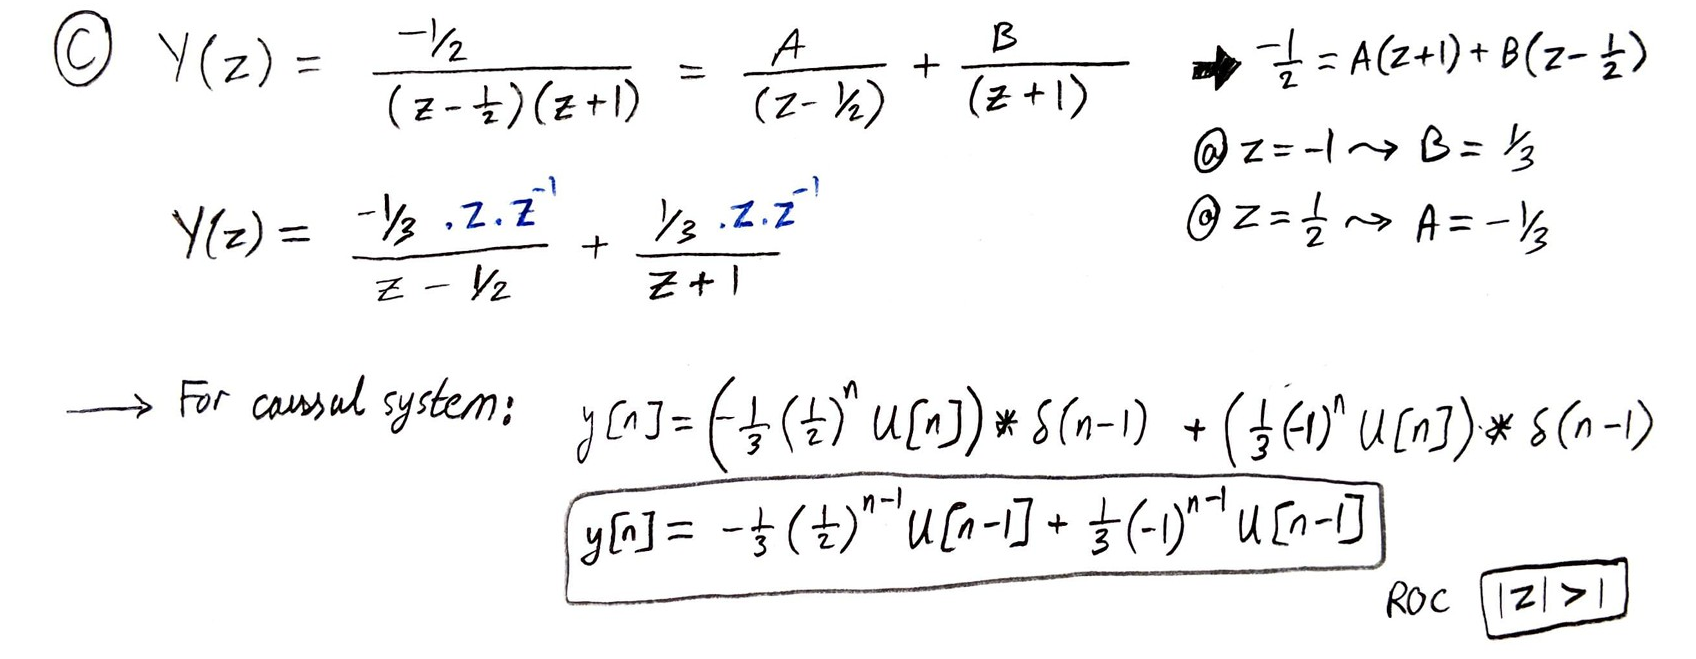 Ⓒ Y(z) = -1/2 / (z - 1/2)(z+1) = A / (z - 1/2) + B / (z+1) ➡ -1/2 = A(z+1) + B(z - 1/2)
@ z = -1 ⇝ B = 1/3
@ z = 1/2 ⇝ A = -1/3
Y(z) = -1/3 . z . z^-1 / z - 1/2 + 1/3 . z . z^-1 / z + 1
⟶ For caussal system: y[n] = (-1/3 (1/2)^n U[n]) * δ(n-1) + (1/3 (-1)^n U[n]) * δ(n-1)
y[n] = -1/3 (1/2)^n-1 U[n-1] + 1/3 (-1)^n-1 U[n-1]
ROC |z| > 1